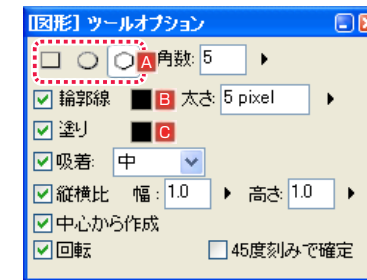 [図形] ツールオプション
A 角数: 5
輪郭線 B 太さ: 5 pixel
塗り C
吸着: 中
縦横比 幅: 1.0 高さ: 1.0
中心から作成
回転 45度刻みで確定